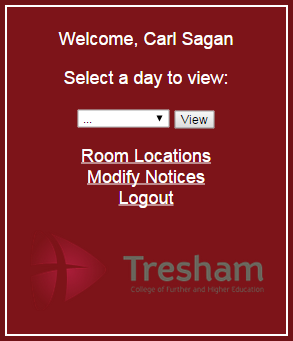 Welcome, Carl Sagan
Select a day to view:
... View
Room Locations
Modify Notices
Logout
Tresham
College of Further and Higher Education